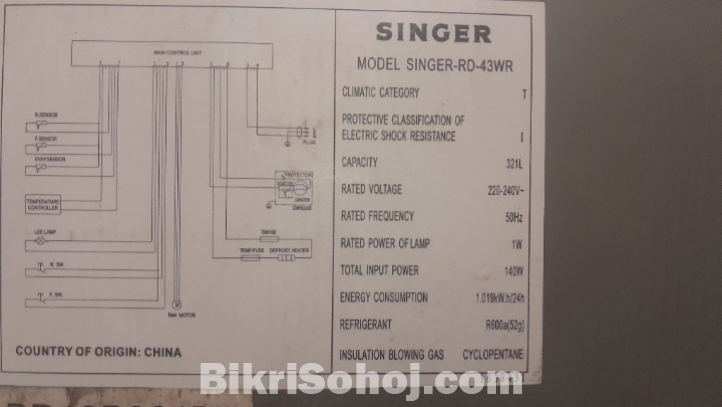 MAIN CONTROL UNIT
R.SENSOR
F.SENSOR
EVAP.SENSOR
TEMPERATURE
CONTROLLER
LED LAMP
R. SW.
F. SW.
FAN MOTOR
PLUG
PROTECTOR
COMPRESSOR
TEMP.FUSE
DEFROST HEATER
COUNTRY OF ORIGIN: CHINA
SINGER
MODEL SINGER-RD-43WR
CLIMATIC CATEGORY T
PROTECTIVE CLASSIFICATION OF
ELECTRIC SHOCK RESISTANCE I
CAPACITY 321L
RATED VOLTAGE 220-240V~
RATED FREQUENCY 50Hz
RATED POWER OF LAMP 1W
TOTAL INPUT POWER 140W
ENERGY CONSUMPTION 1.019kW.h/24h
REFRIGERANT R600a(52g)
INSULATION BLOWING GAS CYCLOPENTANE
BikriSohoj.com